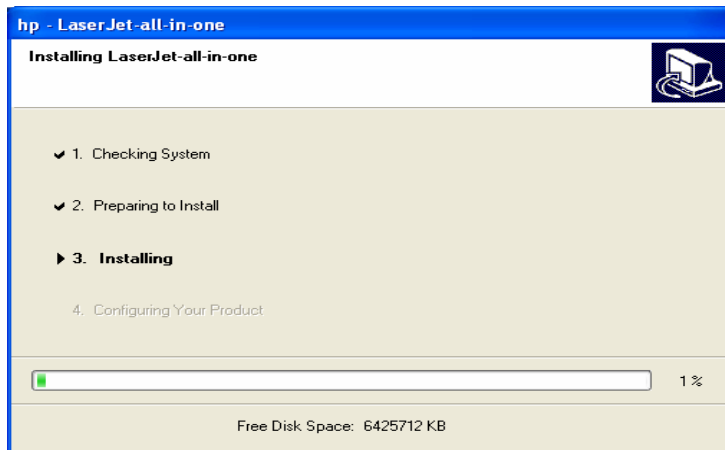 hp - LaserJet-all-in-one
Installing LaserJet-all-in-one
✔ 1. Checking System
✔ 2. Preparing to Install
▶ 3. Installing
4. Configuring Your Product
1 %
Free Disk Space: 6425712 KB